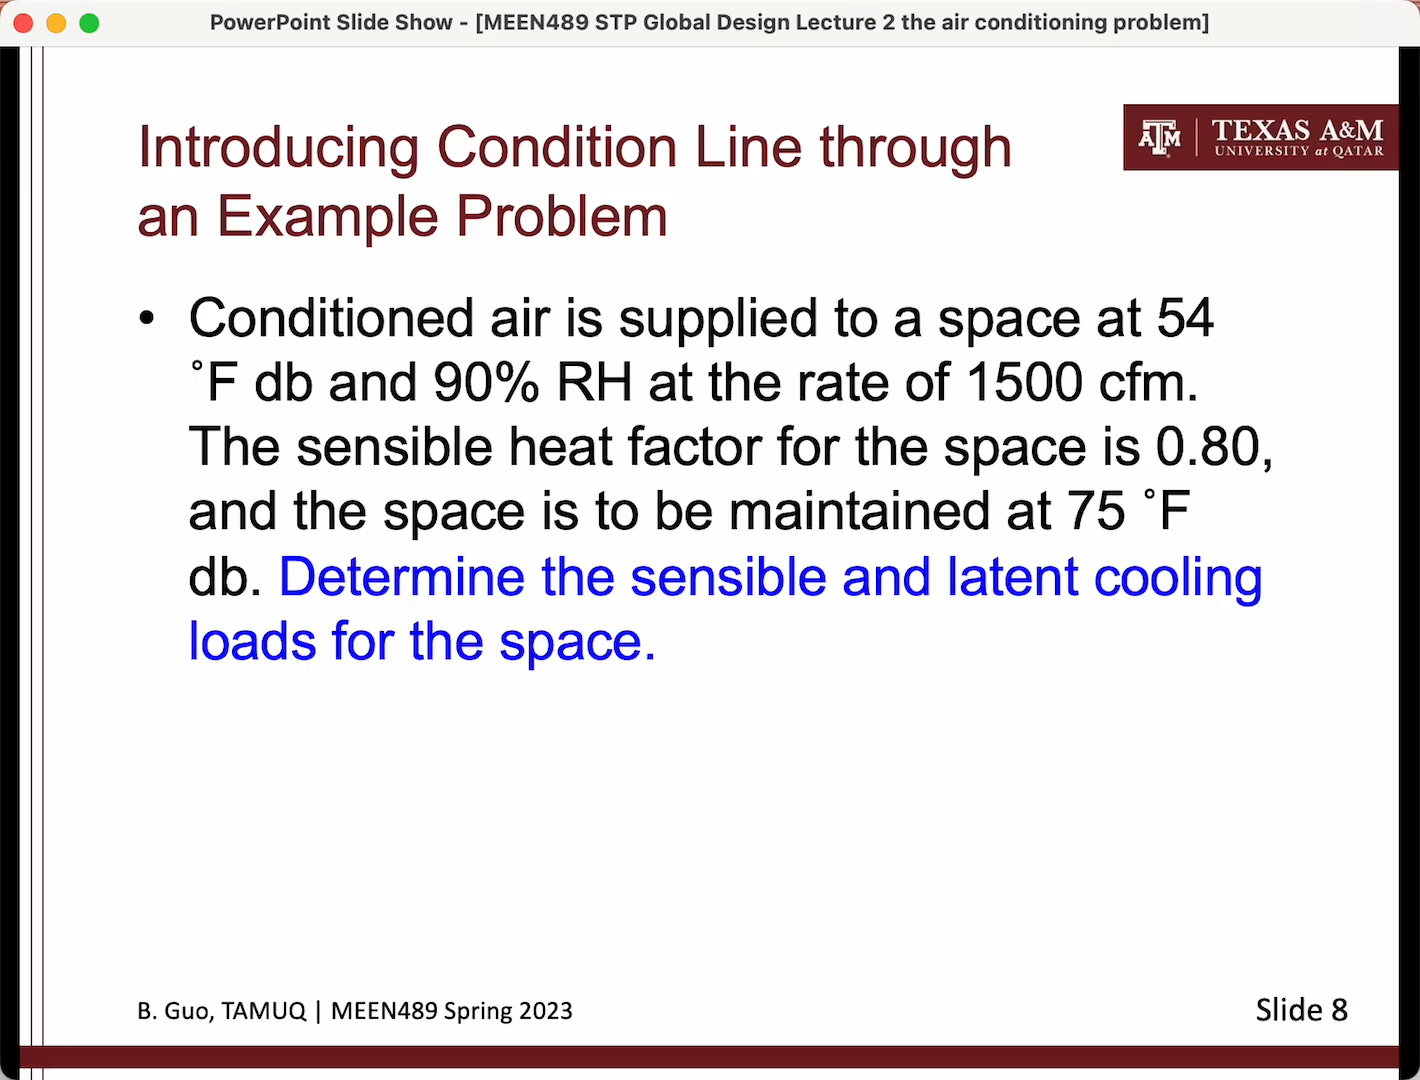 PowerPoint Slide Show - [MEEN489 STP Global Design Lecture 2 the air conditioning problem]
Introducing Condition Line through
an Example Problem
ATM
TEXAS A&M
UNIVERSITY at QATAR
• Conditioned air is supplied to a space at 54
˚F db and 90% RH at the rate of 1500 cfm.
The sensible heat factor for the space is 0.80,
and the space is to be maintained at 75 ˚F
db. Determine the sensible and latent cooling
loads for the space.
B. Guo, TAMUQ | MEEN489 Spring 2023
Slide 8